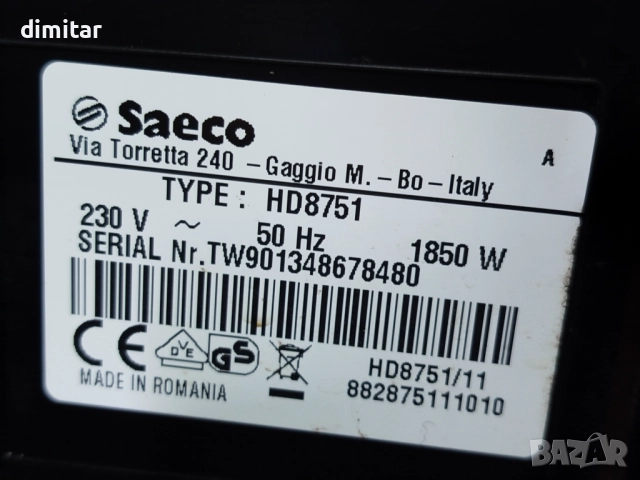 dimitar
Saeco
Via Torretta 240 - Gaggio M. - Bo - Italy
A
TYPE : HD8751
230 V ~ 50 Hz 1850 W
SERIAL Nr.TW901348678480
CE DVE GS
HD8751/11
MADE IN ROMANIA
882875111010
BAZAR